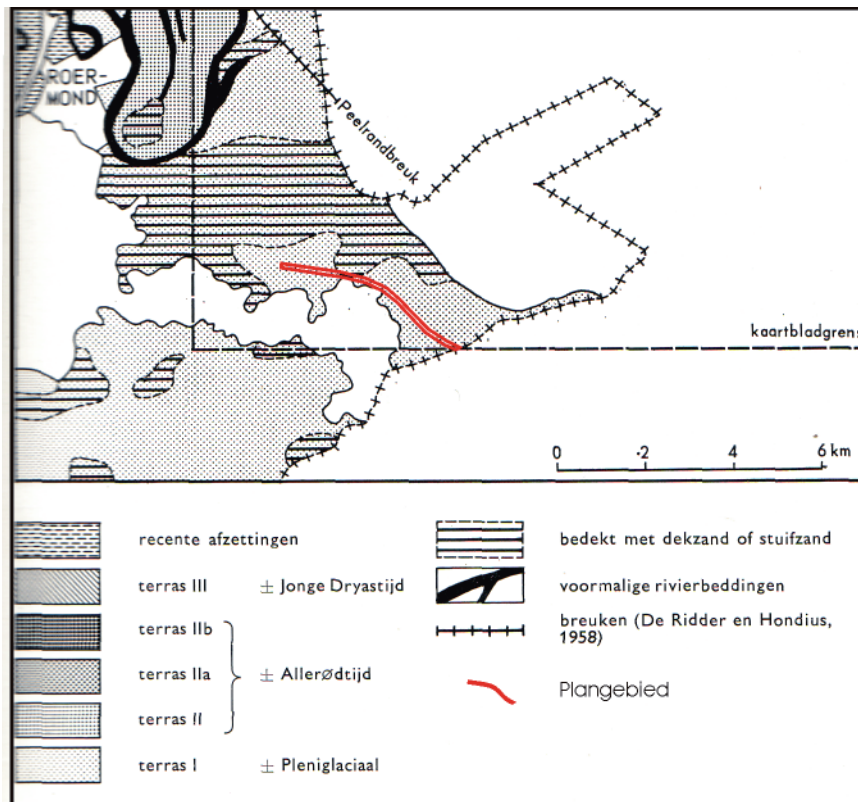 ROER-
MOND
Peelrandbreuk
kaartbladgrens
0 2 4 6 km
recente afzettingen
terras III ± Jonge Dryastijd
terras IIb
terras IIa ± Allerødtijd
terras II
terras I ± Pleniglaciaal
bedekt met dekzand of stuifzand
voormalige rivierbeddingen
breuken (De Ridder en Hondius,
1958)
Plangebied